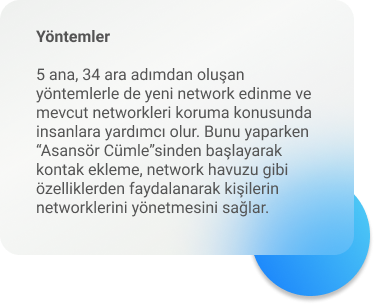 Yöntemler
5 ana, 34 ara adımdan oluşan
yöntemlerle de yeni network edinme ve
mevcut networkleri koruma konusunda
insanlara yardımcı olur. Bunu yaparken
“Asansör Cümle”sinden başlayarak
kontak ekleme, network havuzu gibi
özelliklerden faydalanarak kişilerin
networklerini yönetmesini sağlar.